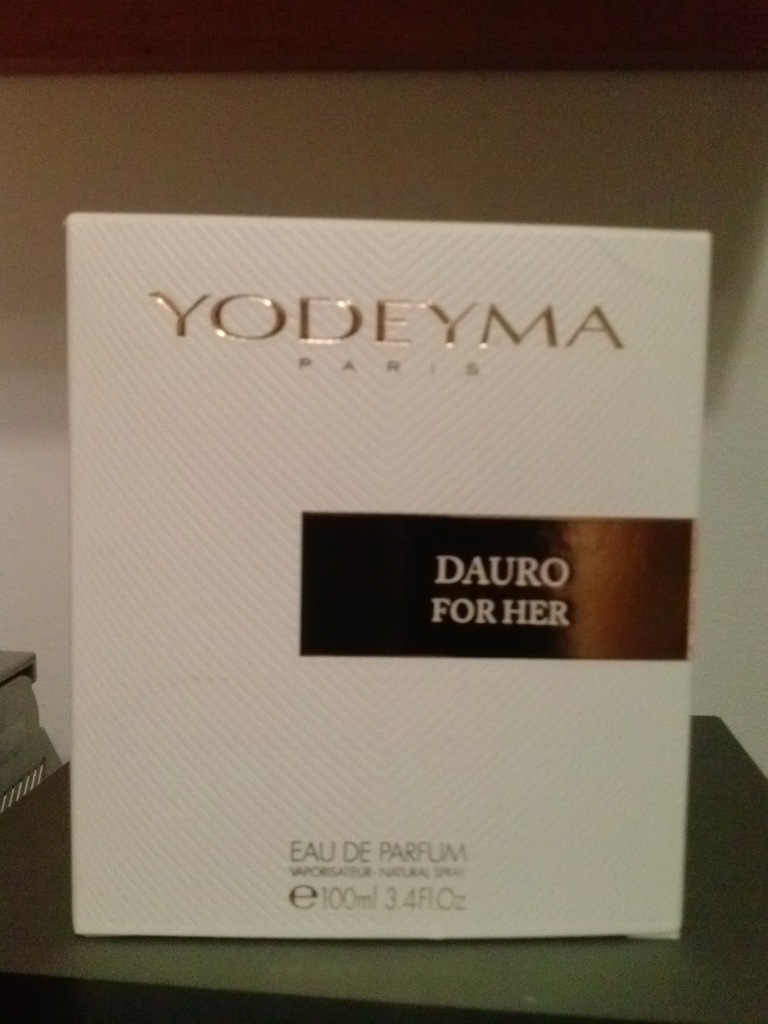 YODEYMA
PARIS
DAURO
FOR HER
EAU DE PARFUM
VAPORISATEUR · NATURAL SPRAY
e 100ml 3.4Fl.Oz